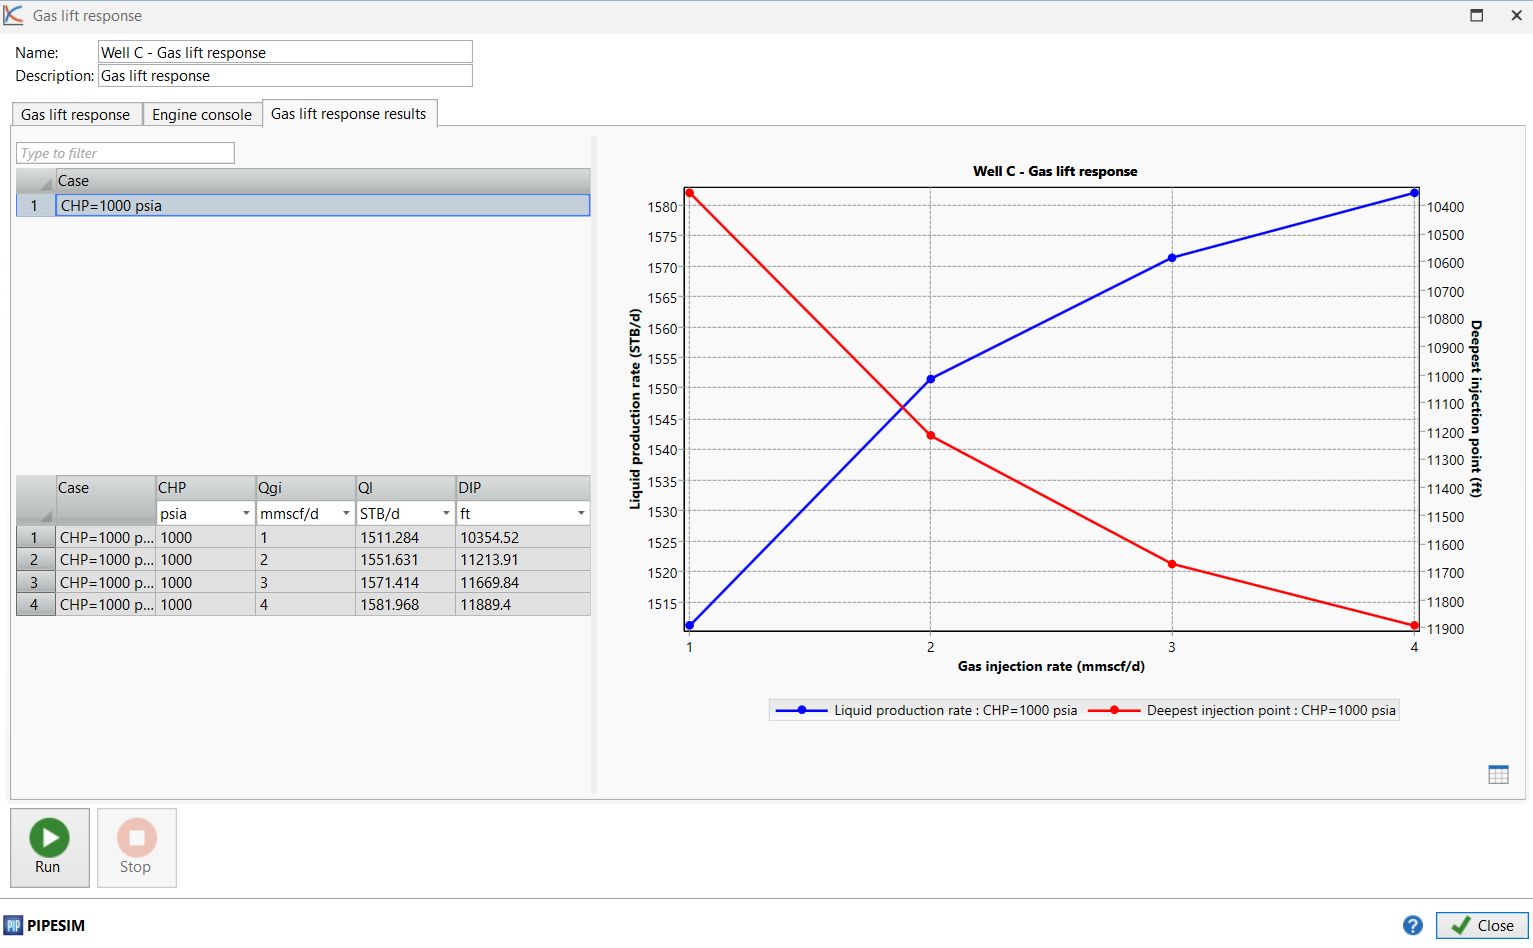 Gas lift response
Name: Well C - Gas lift response
Description: Gas lift response
Gas lift response Engine console Gas lift response results
Type to filter
Case
1 CHP=1000 psia
Case CHP Qgi Ql DIP
psia mmscf/d STB/d ft
1 CHP=1000 p... 1000 1 1511.284 10354.52
2 CHP=1000 p... 1000 2 1551.631 11213.91
3 CHP=1000 p... 1000 3 1571.414 11669.84
4 CHP=1000 p... 1000 4 1581.968 11889.4
Well C - Gas lift response
Liquid production rate (STB/d)
1580
1575
1570
1565
1560
1555
1550
1545
1540
1535
1530
1525
1520
1515
10400
10500
10600
10700
10800
10900
11000
11100
11200
11300
11400
11500
11600
11700
11800
11900
Deepest injection point (ft)
1 2 3 4
Gas injection rate (mmscf/d)
Liquid production rate : CHP=1000 psia Deepest injection point : CHP=1000 psia
Run Stop
PIP PIPESIM ? Close